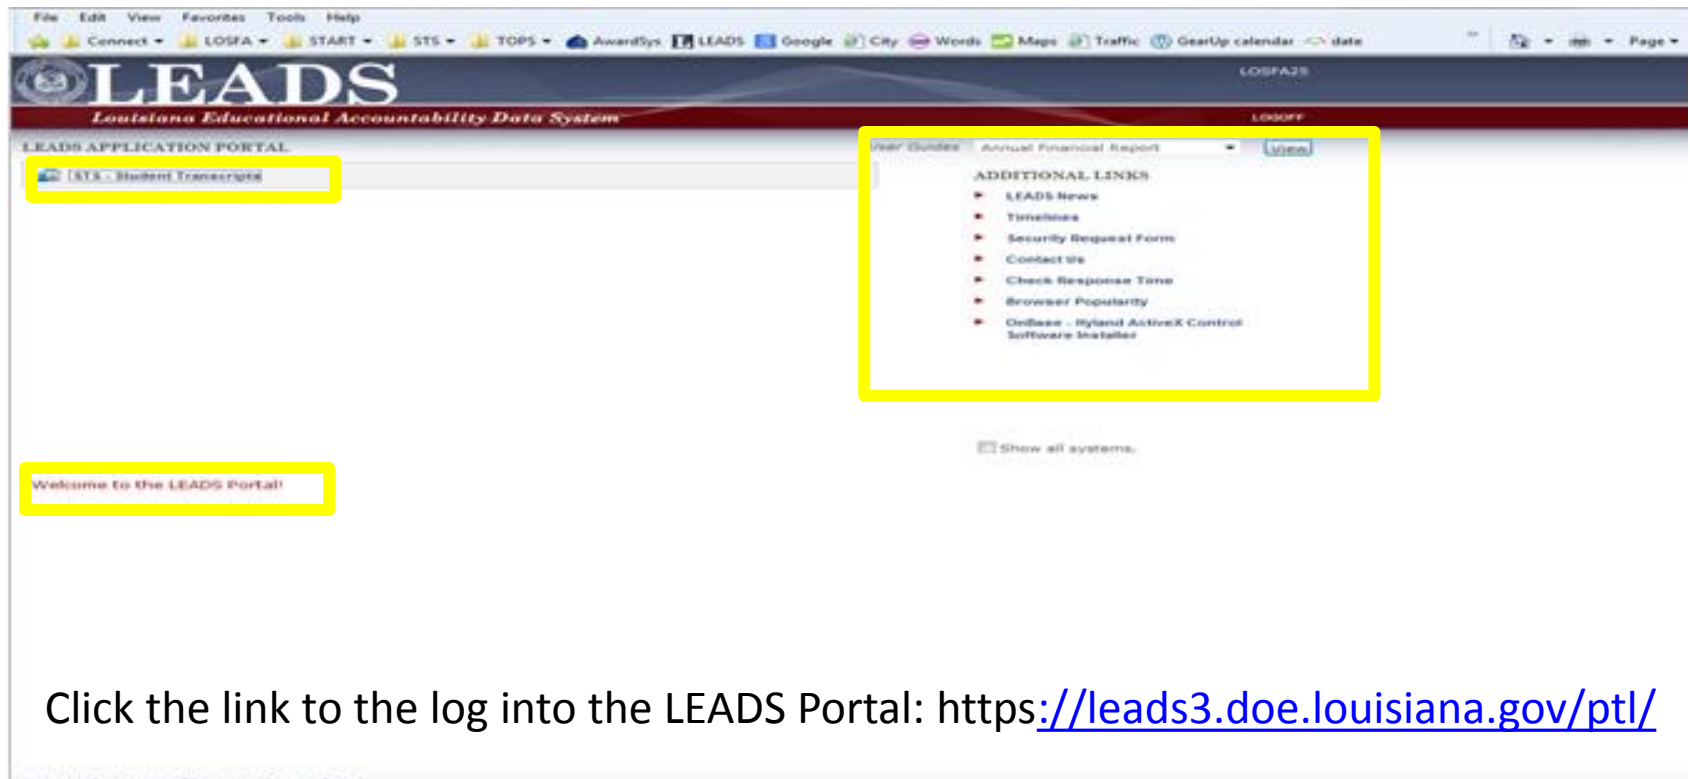 File Edit View Favorites Tools Help
Connect LOSFA START STS TOPS AwardSys LEADS Google City Words Maps Traffic GearUp calendar date Page
LEADS
LOSFA25
Louisiana Educational Accountability Data System
LOGOFF
LEADS APPLICATION PORTAL
User Guides Annual Financial Report View
STS - Student Transcripts
ADDITIONAL LINKS
LEADS News
Timelines
Security Request Form
Contact Us
Check Response Time
Browser Popularity
OnBase - Hyland ActiveX Control
Software Installer
Show all systems.
Welcome to the LEADS Portal!
Click the link to the log into the LEADS Portal: https://leads3.doe.louisiana.gov/ptl/